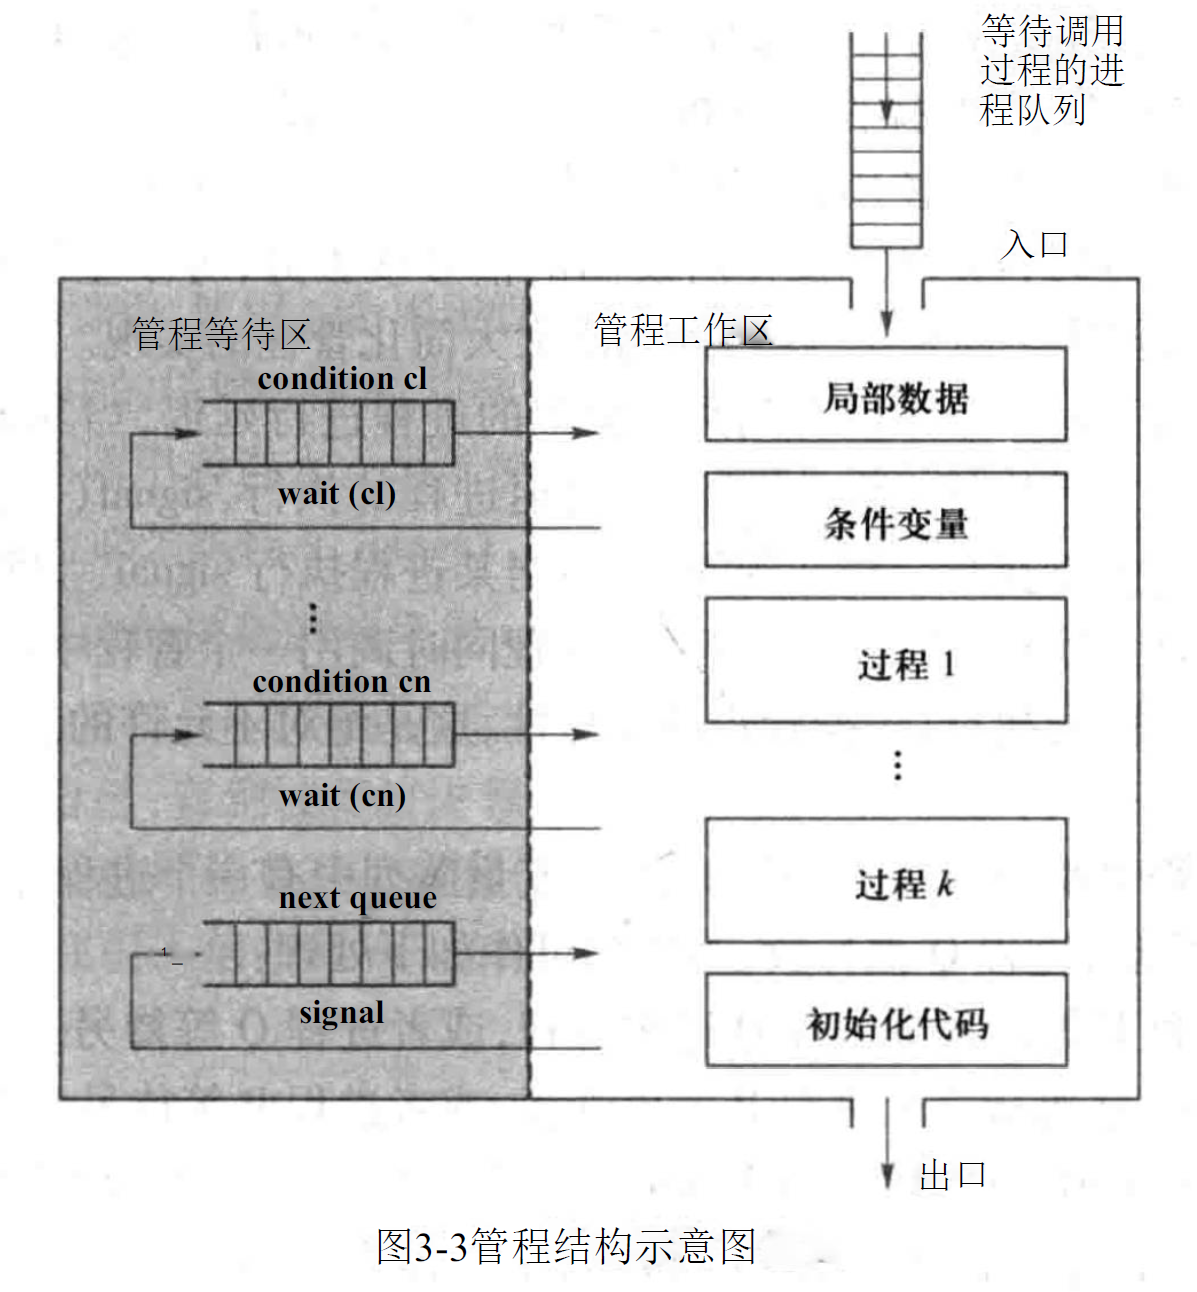 等待调用
过程的进
程队列
入口
管程等待区
管程工作区
condition cl
局部数据
wait (cl)
条件变量
⋮
condition cn
过程 1
⋮
wait (cn)
过程 k
next queue
signal
初始化代码
出口
图3-3管程结构示意图